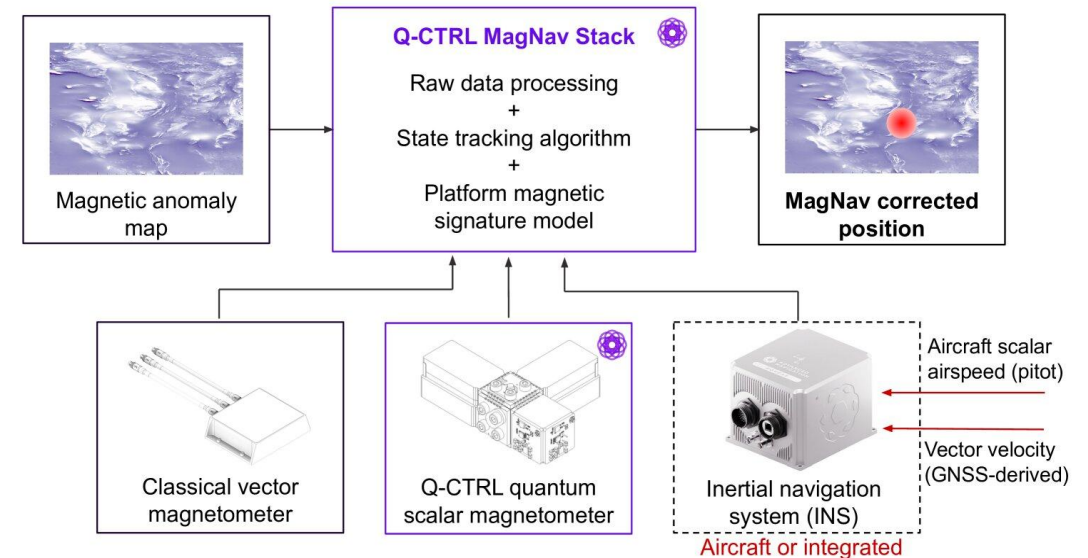 Q-CTRL MagNav Stack
Raw data processing
+
State tracking algorithm
+
Platform magnetic
signature model
Magnetic anomaly
map
MagNav corrected
position
Classical vector
magnetometer
Q-CTRL quantum
scalar magnetometer
Inertial navigation
system (INS)
Aircraft or integrated
Aircraft scalar
airspeed (pitot)
Vector velocity
(GNSS-derived)